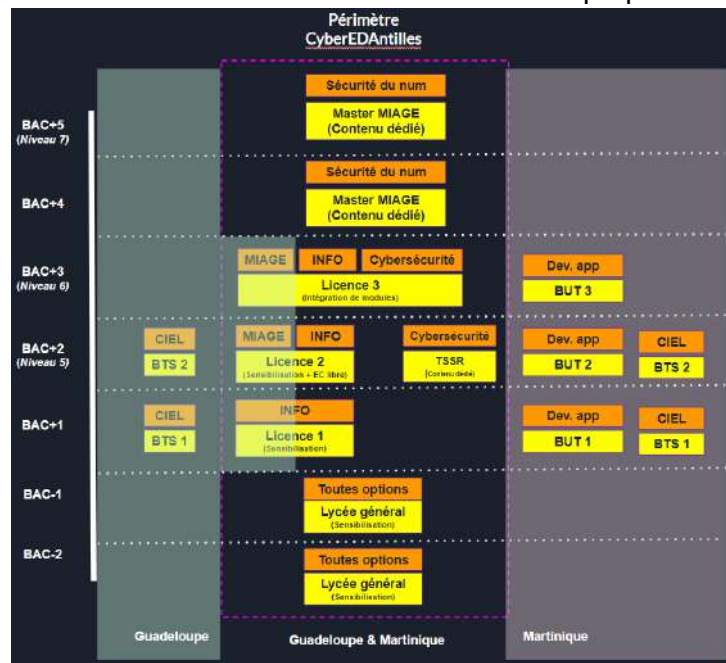 Périmètre
CyberEDAntilles
Sécurité du num
BAC+5
(Niveau 7)
Master MIAGE
(Contenu dédié)
Sécurité du num
BAC+4
Master MIAGE
(Contenu dédié)
MIAGE INFO Cybersécurité
BAC+3
(Niveau 6)
Licence 3
(Intégration de modules)
Dev. app
BUT 3
CIEL MIAGE INFO Cybersécurité Dev. app CIEL
BAC+2
(Niveau 5)
BTS 2
Licence 2
(Sensibilisation + EC libre)
TSSR
(Contenu dédié)
BUT 2 BTS 2
CIEL INFO Dev. app CIEL
BAC+1
BTS 1
Licence 1
(Sensibilisation)
BUT 1 BTS 1
Toutes options
BAC-1
Lycée général
(Sensibilisation)
BAC-2
Toutes options
Lycée général
(Sensibilisation)
Guadeloupe Guadeloupe & Martinique Martinique